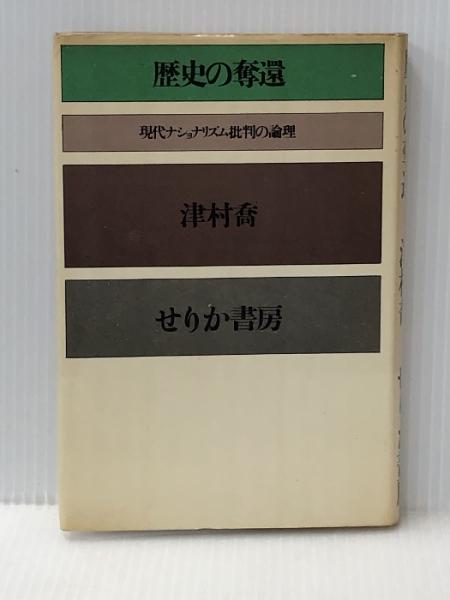 歴史の奪還
現代ナショナリズム批判の論理
津村喬
せりか書房